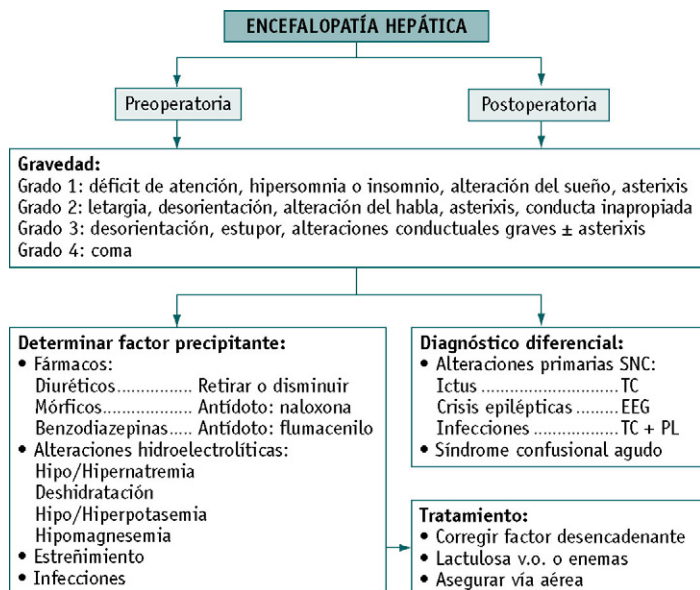 ENCEFALOPATÍA HEPÁTICA
Preoperatoria
Postoperatoria
Gravedad:
Grado 1: déficit de atención, hipersomnia o insomnio, alteración del sueño, asterixis
Grado 2: letargia, desorientación, alteración del habla, asterixis, conducta inapropiada
Grado 3: desorientación, estupor, alteraciones conductuales graves ± asterixis
Grado 4: coma
Determinar factor precipitante:
• Fármacos:
Diuréticos............... Retirar o disminuir
Mórficos................. Antídoto: naloxona
Benzodiazepinas..... Antídoto: flumacenilo
• Alteraciones hidroelectrolíticas:
Hipo/Hipernatremia
Deshidratación
Hipo/Hiperpotasemia
Hipomagnesemia
• Estreñimiento
• Infecciones
Diagnóstico diferencial:
• Alteraciones primarias SNC:
Ictus .....................TC
Crisis epilépticas .......EEG
Infecciones .............TC + PL
• Síndrome confusional agudo
Tratamiento:
• Corregir factor desencadenante
• Lactulosa v.o. o enemas
• Asegurar vía aérea